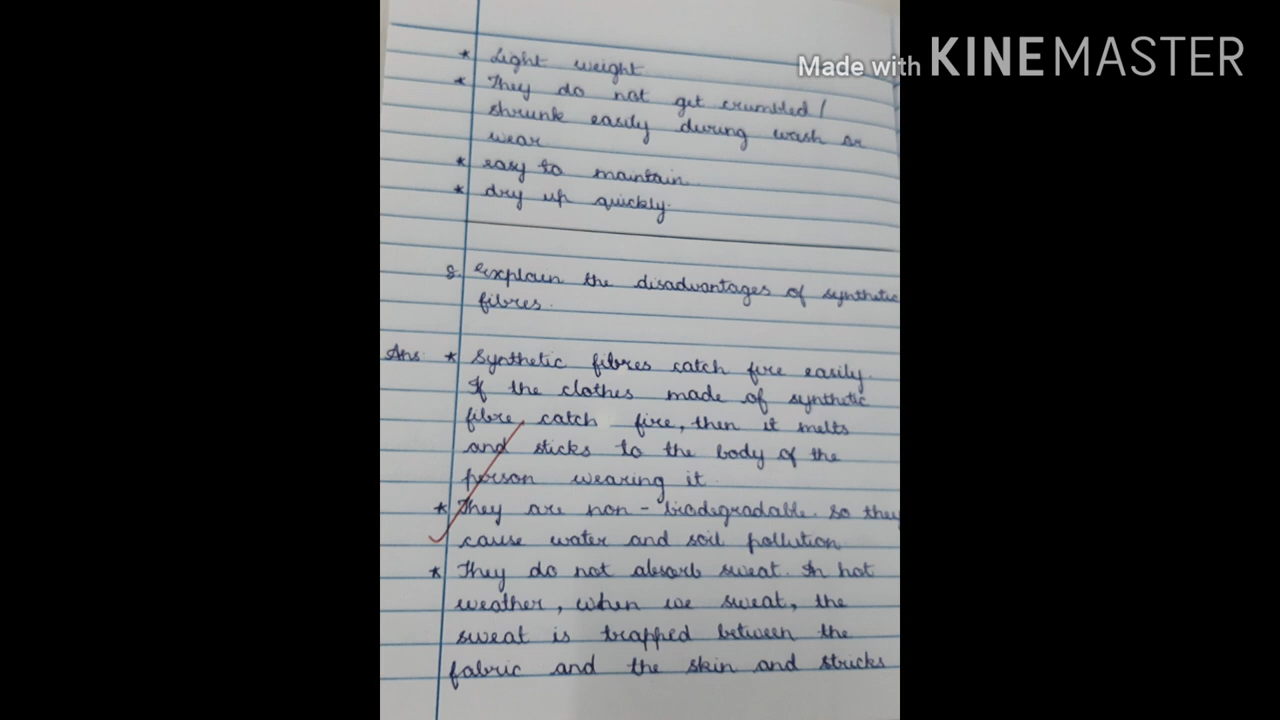 Made with KINEMASTER
* Light weight
* They do not get crumbled /
shrunk easily during wash or
wear
* easy to maintain
* dry up quickly.
8. Explain the disadvantages of synthetic
fibres.
Ans * Synthetic fibres catch fire easily.
If the clothes made of synthetic
fibre, catch fire, then it melts
and sticks to the body of the
person wearing it.
* They are non - biodegradable. so they
cause water and soil pollution
* They do not absorb sweat. In hot
weather, when we sweat, the
sweat is trapped between the
fabric and the skin and stricks